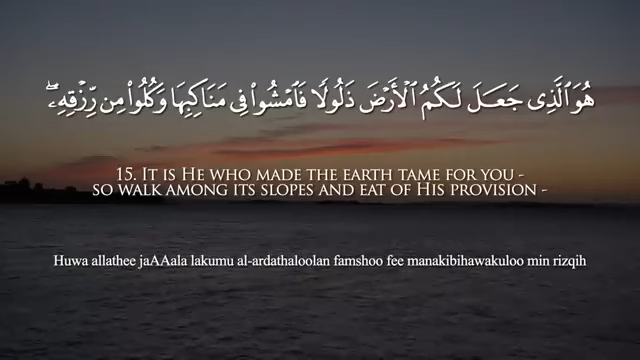 هُوَ ٱلَّذِى جَعَلَ لَكُمُ ٱلْأَرْضَ ذَلُولًا فَٱمْشُوا۟ فِى مَنَاكِبِهَا وَكُلُوا۟ مِن رِّزْقِهِۦ ۖ
15. It is He who made the earth tame for you -
so walk among its slopes and eat of His provision -
Huwa allathee jaAAala lakumu al-ardathaloolan famshoo fee manakibihawakuloo min rizqih